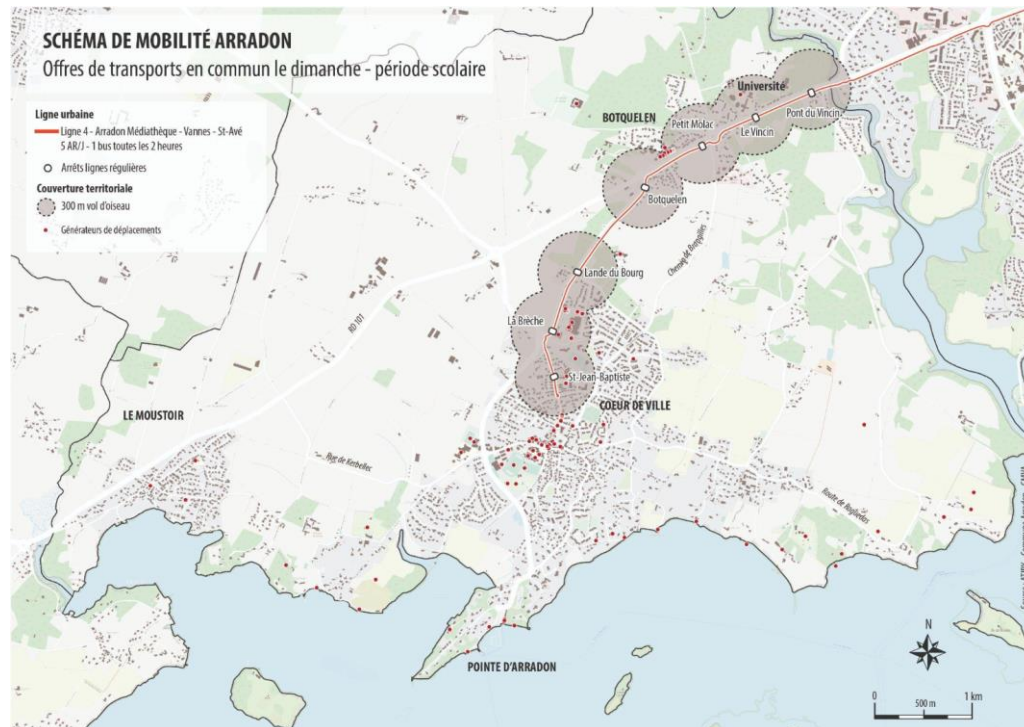 SCHÉMA DE MOBILITÉ ARRADON
Offres de transports en commun le dimanche - période scolaire
Ligne urbaine
Ligne 4 - Arradon Médiathèque - Vannes - St-Avé
5 AR/J - 1 bus toutes les 2 heures
Arrêts lignes régulières
Couverture territoriale
300 m vol d'oiseau
Générateurs de déplacements
Université
Pont du Vincin
Le Vincin
Petit Molac
BOTQUELEN
Botquelen
Lande du Bourg
La Brèche
St-Jean-Baptiste
COEUR DE VILLE
RD 101
LE MOUSTOIR
Rue de Kerbellec
POINTE D'ARRADON
N
0
500 m
1 km